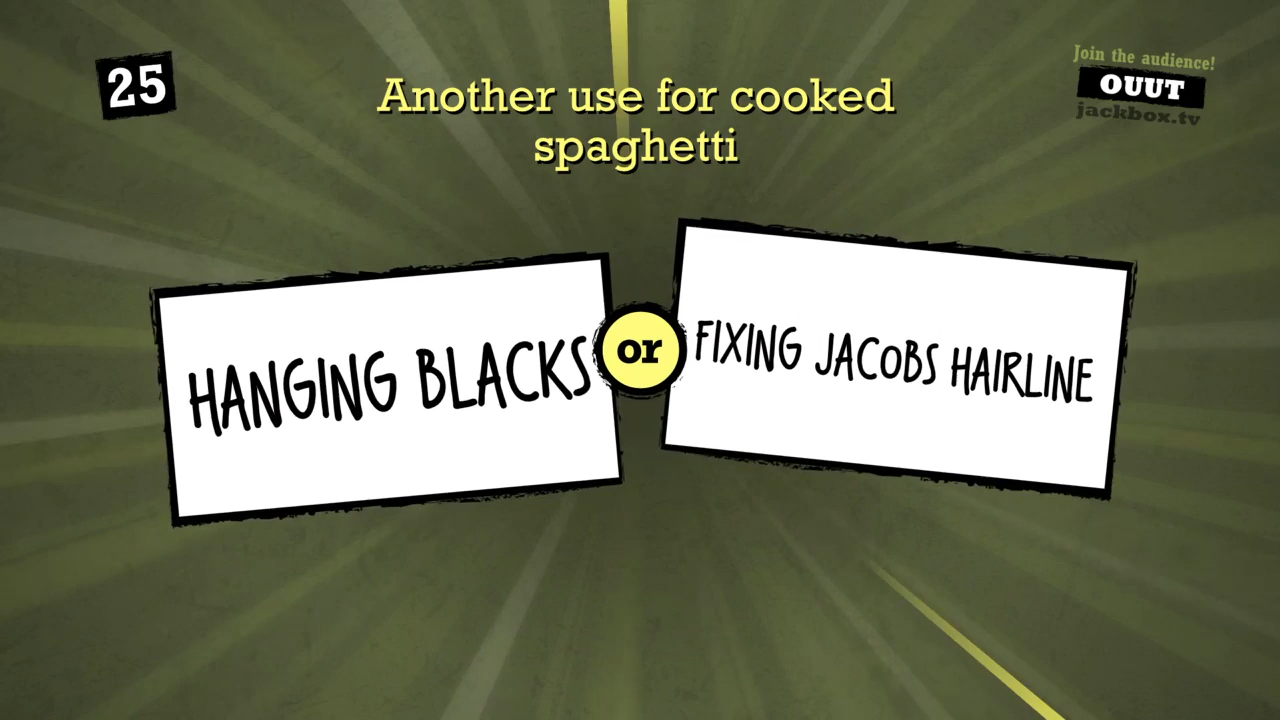 25
Another use for cooked
spaghetti
Join the audience!
OUUT
jackbox.tv
HANGING BLACKS
or
FIXING JACOBS HAIRLINE